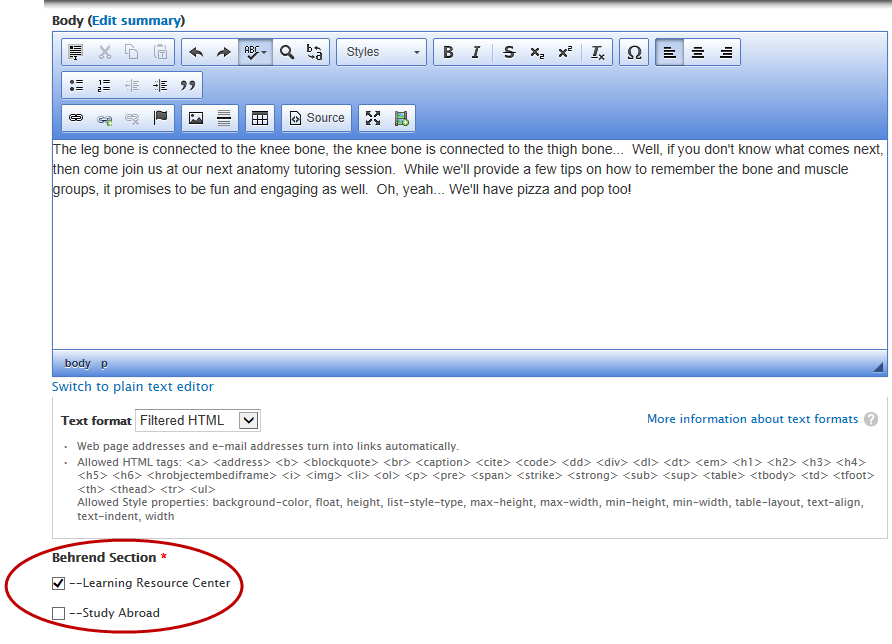 Body (Edit summary)
ABC
Styles
B I S x₂ x² Tx Ω
Source
The leg bone is connected to the knee bone, the knee bone is connected to the thigh bone...  Well, if you don't know what comes next,
then come join us at our next anatomy tutoring session.  While we'll provide a few tips on how to remember the bone and muscle
groups, it promises to be fun and engaging as well.  Oh, yeah... We'll have pizza and pop too!
body p
Switch to plain text editor
Text format Filtered HTML More information about text formats ?
· Web page addresses and e-mail addresses turn into links automatically.
· Allowed HTML tags: <a> <address> <b> <blockquote> <br> <caption> <cite> <code> <dd> <div> <dl> <dt> <em> <h1> <h2> <h3> <h4>
<h5> <h6> <hrobjectembediframe> <i> <img> <li> <ol> <p> <pre> <span> <strike> <strong> <sub> <sup> <table> <tbody> <td> <tfoot>
<th> <thead> <tr> <ul>
Allowed Style properties: background-color, float, height, list-style-type, max-height, max-width, min-height, min-width, table-layout, text-align,
text-indent, width
Behrend Section *
--Learning Resource Center
--Study Abroad